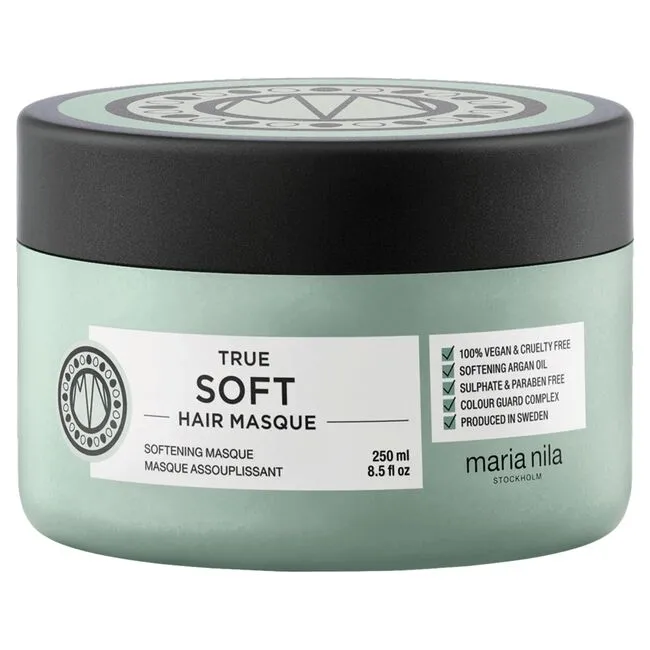 TRUE
SOFT
HAIR MASQUE
SOFTENING MASQUE
MASQUE ASSOUPLISSANT
250 ml
8.5 fl oz
100% VEGAN & CRUELTY FREE
SOFTENING ARGAN OIL
SULPHATE & PARABEN FREE
COLOUR GUARD COMPLEX
PRODUCED IN SWEDEN
maria nila
STOCKHOLM